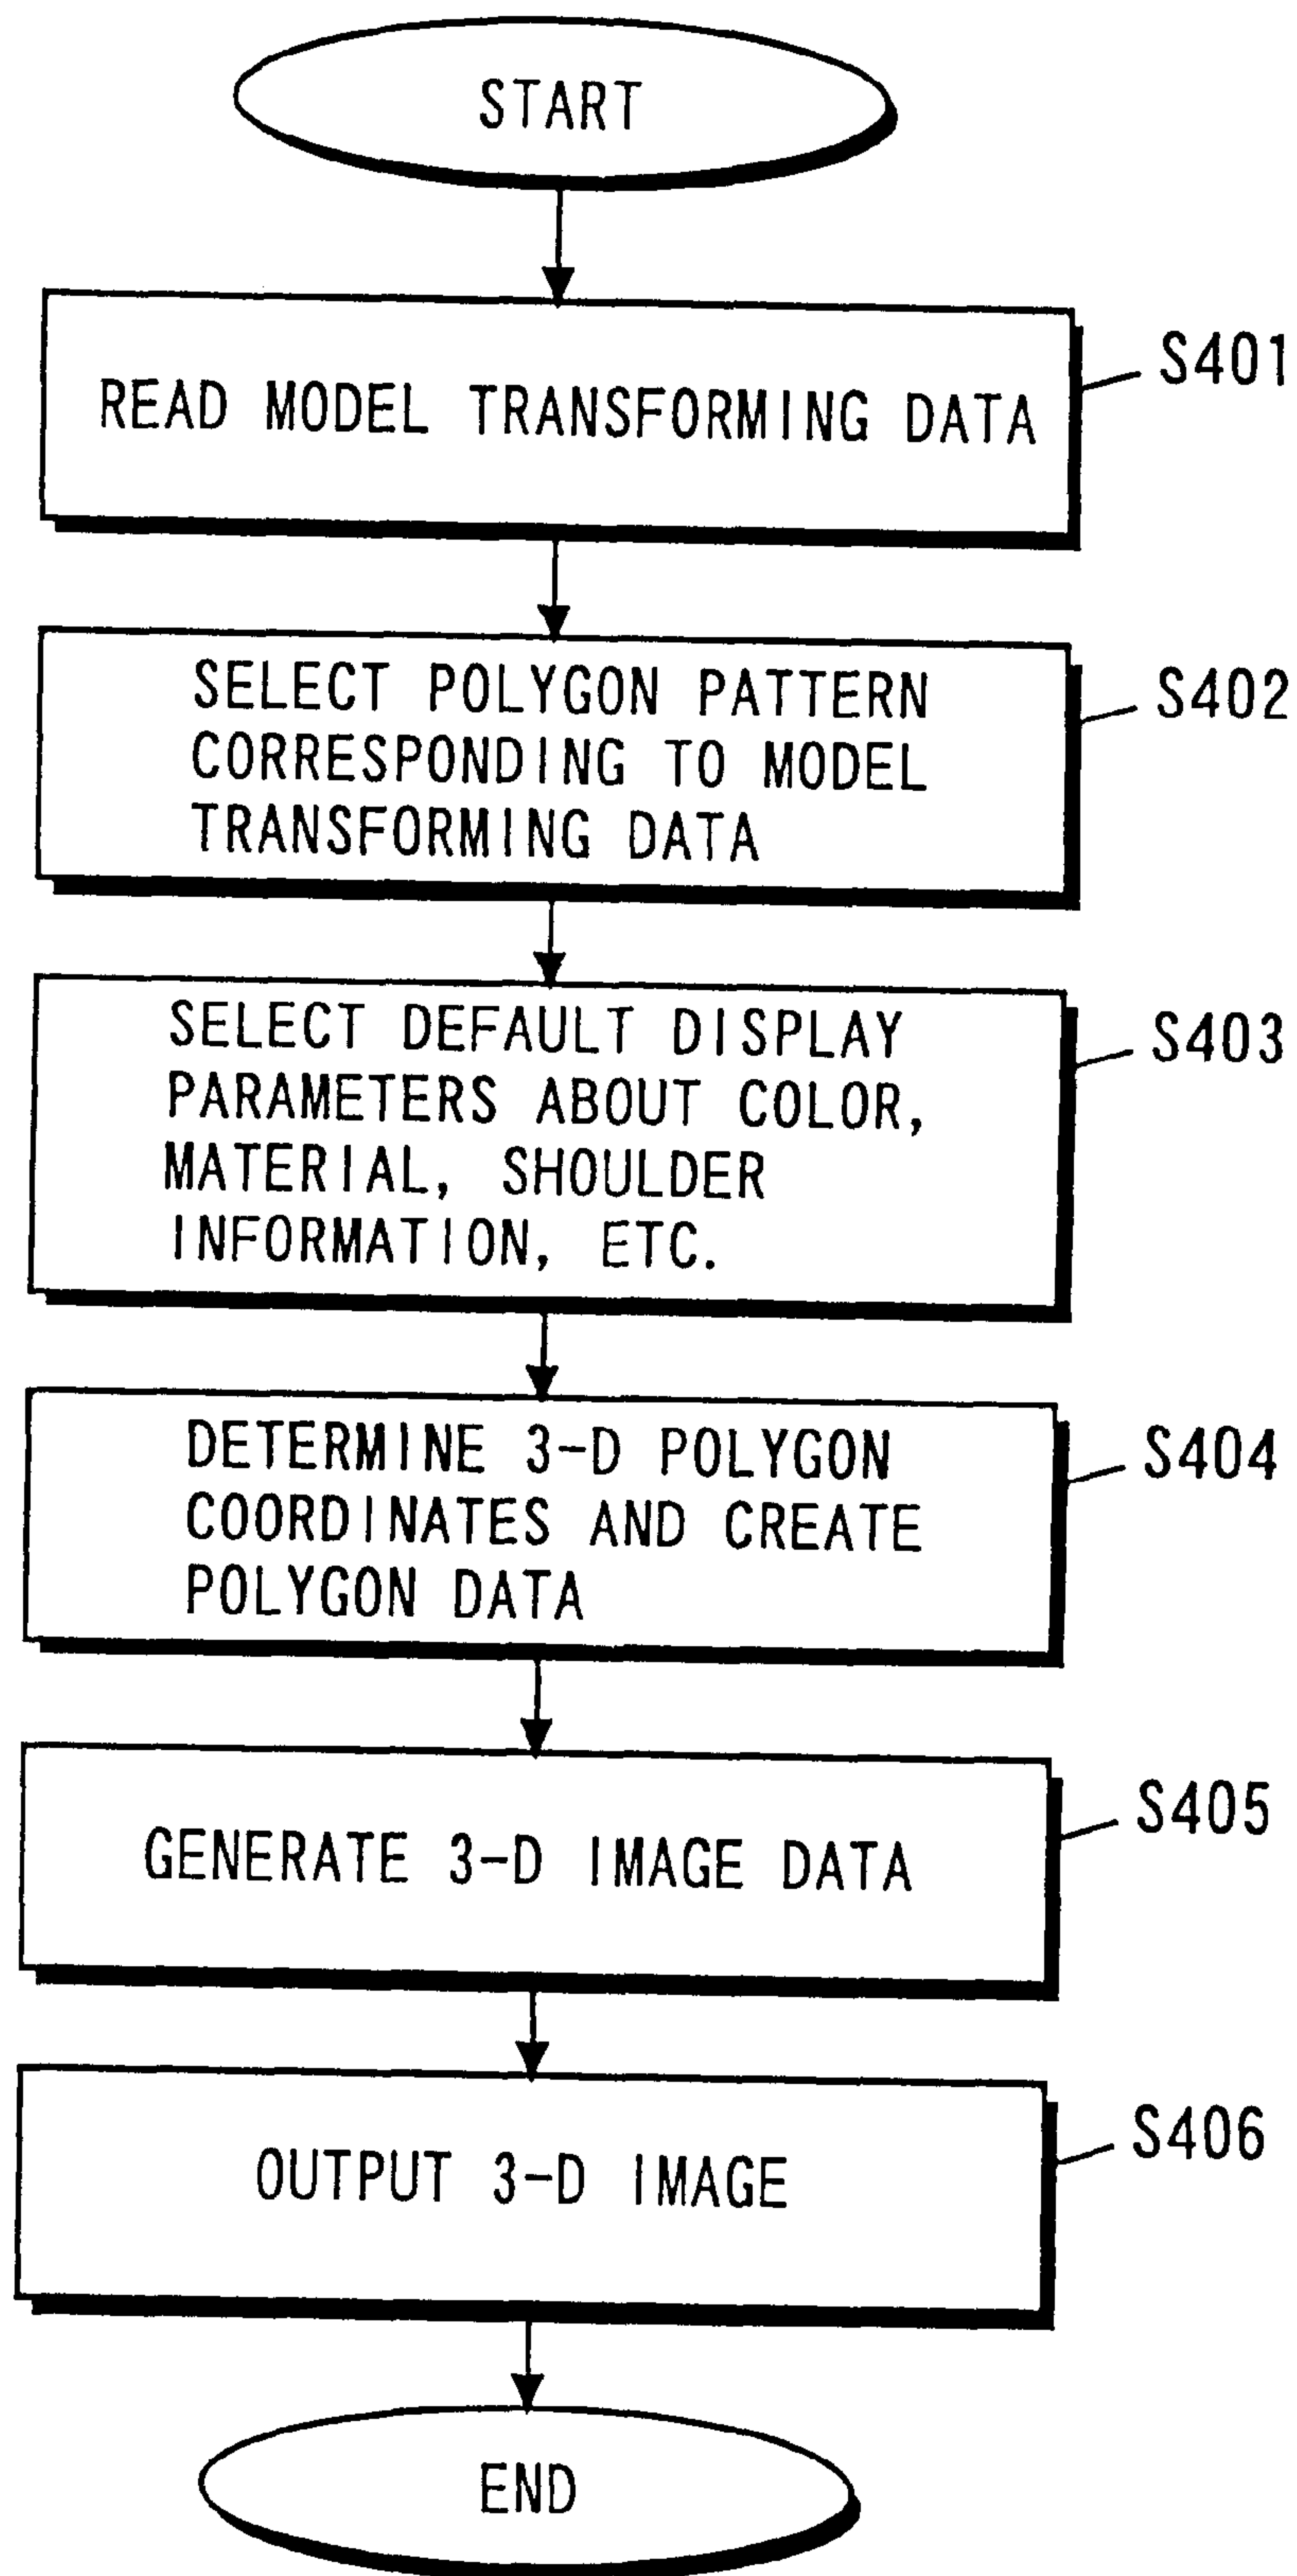 START
READ MODEL TRANSFORMING DATA
S401
SELECT POLYGON PATTERN
CORRESPONDING TO MODEL
TRANSFORMING DATA
S402
SELECT DEFAULT DISPLAY
PARAMETERS ABOUT COLOR,
MATERIAL, SHOULDER
INFORMATION, ETC.
S403
DETERMINE 3-D POLYGON
COORDINATES AND CREATE
POLYGON DATA
S404
GENERATE 3-D IMAGE DATA
S405
OUTPUT 3-D IMAGE
S406
END